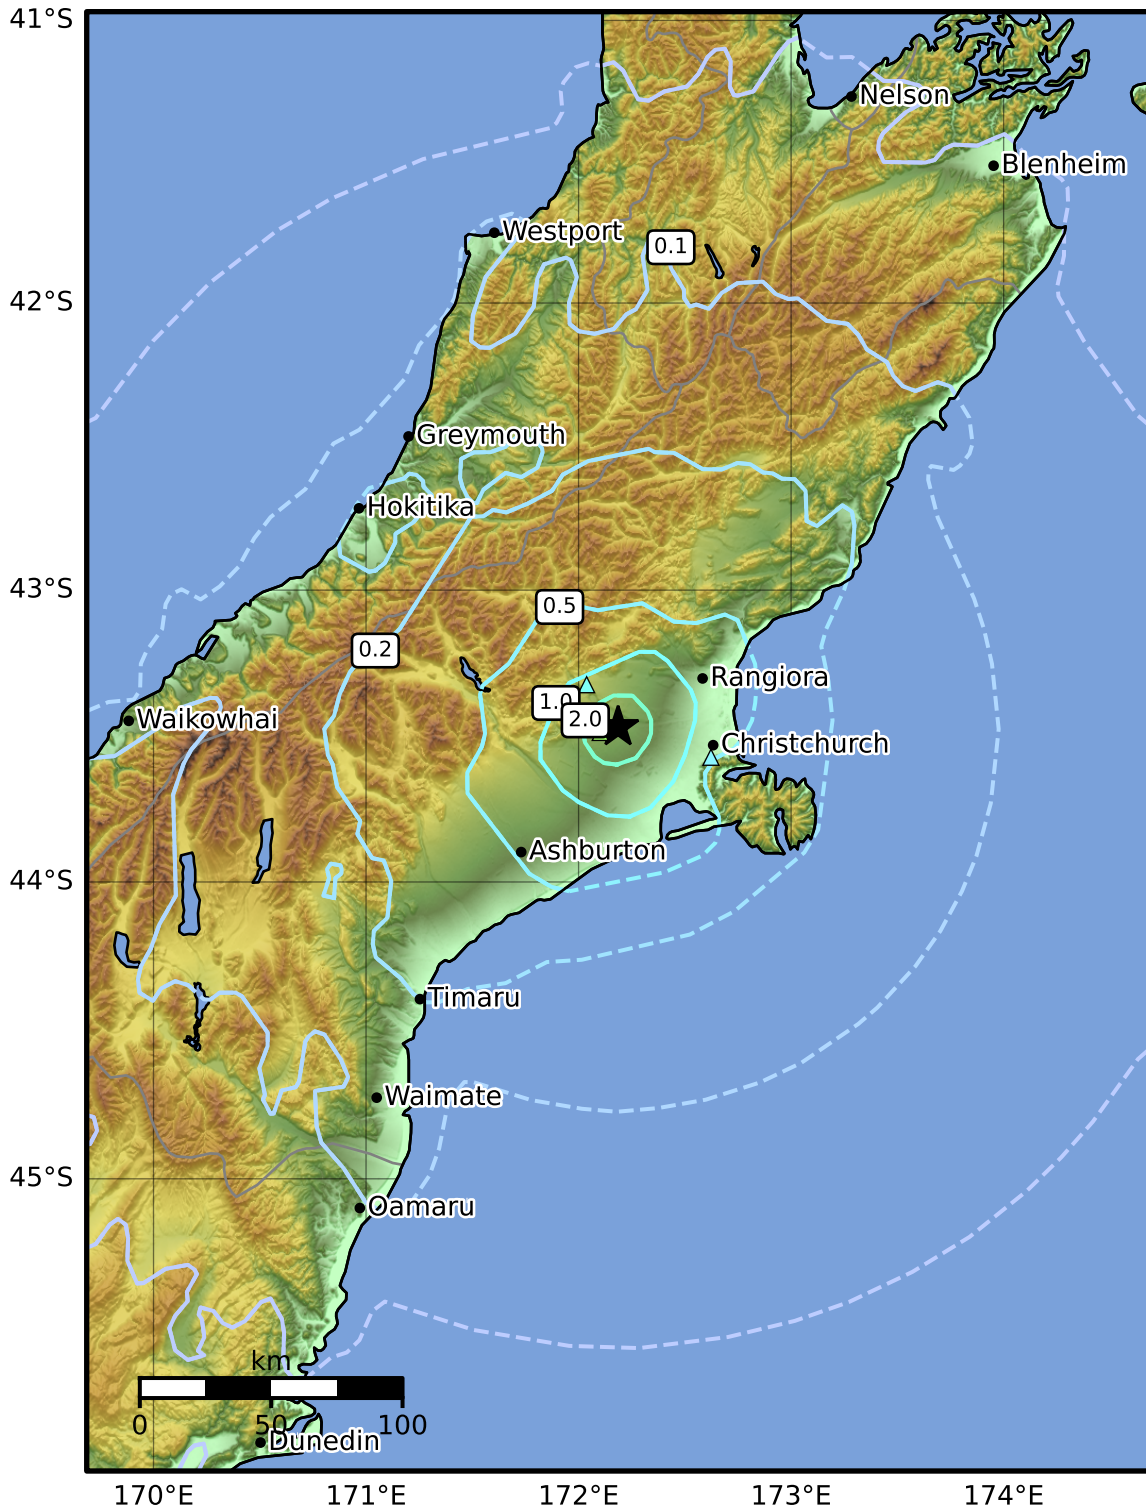 41°S
Nelson
Blenheim
Westport
0.1
42°S
Greymouth
Hokitika
43°S
0.5
0.2
Rangiora
1.0
2.0
Waikowhai
Christchurch
Ashburton
44°S
Timaru
Waimate
45°S
Oamaru
km
0 50 100
Dunedin
170°E 171°E 172°E 173°E 174°E